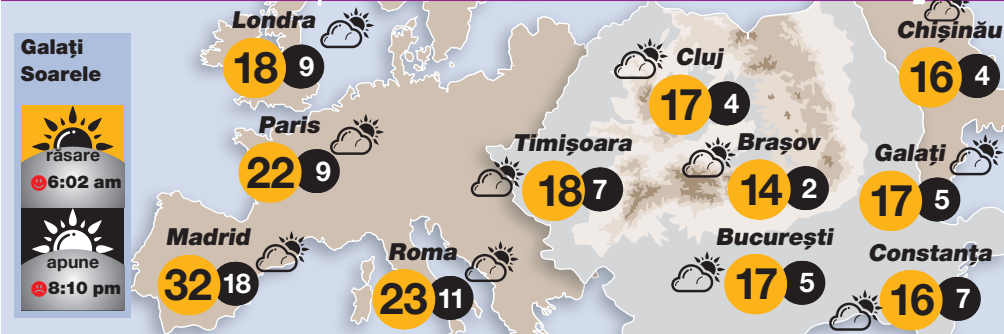 Galați
Soarele
răsare
6:02 am
apune
8:10 pm
Londra
18 9
Paris
22 9
Madrid
32 18
Roma
23 11
Timișoara
18 7
Cluj
17 4
Brașov
14 2
București
17 5
Chișinău
16 4
Galați
17 5
Constanța
16 7